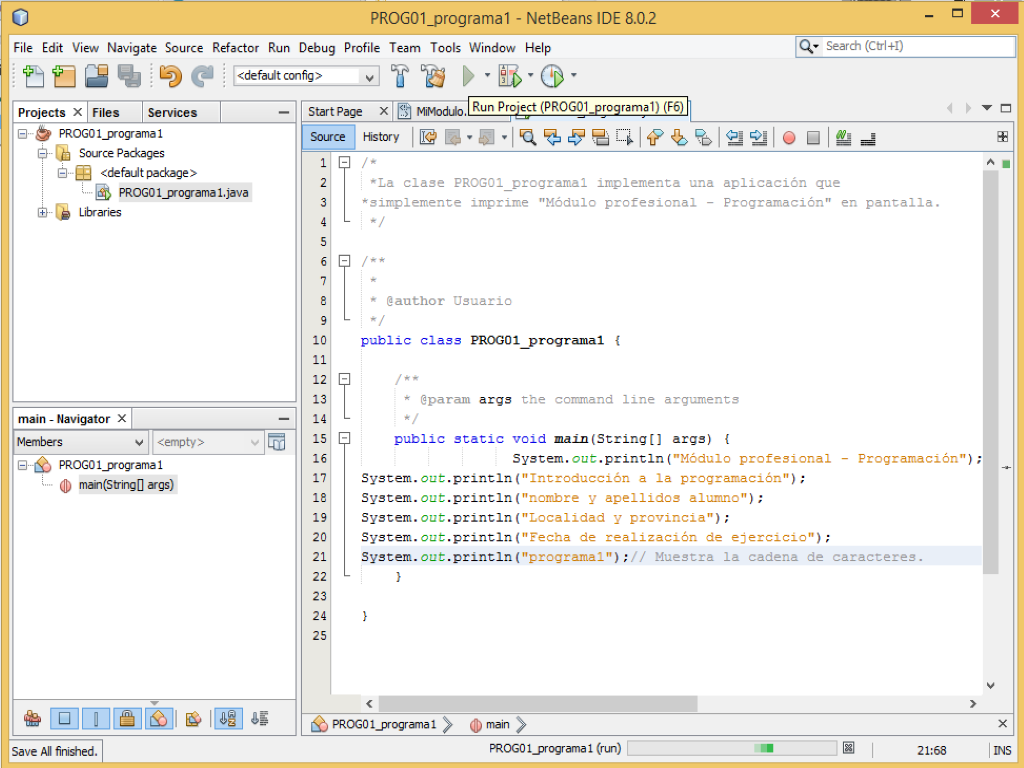 PROG01_programa1 - NetBeans IDE 8.0.2
File Edit View Navigate Source Refactor Run Debug Profile Team Tools Window Help
Search (Ctrl+I)
<default config>
Run Project (PROG01_programa1) (F6)
Projects Files Services
Start Page MiModulo.
PROG01_programa1
Source Packages
<default package>
PROG01_programa1.java
Libraries
Source History
1 /*
2 *La clase PROG01_programa1 implementa una aplicación que
3 *simplemente imprime "Módulo profesional - Programación" en pantalla.
4 */
5
6 /**
7 *
8 * @author Usuario
9 */
10 public class PROG01_programa1 {
11
12 /**
13 * @param args the command line arguments
14 */
15 public static void main(String[] args) {
16 System.out.println("Módulo profesional - Programación");
17 System.out.println("Introducción a la programación");
18 System.out.println("nombre y apellidos alumno");
19 System.out.println("Localidad y provincia");
20 System.out.println("Fecha de realización de ejercicio");
21 System.out.println("programa1");// Muestra la cadena de caracteres.
22 }
23
24 }
25
main - Navigator
Members <empty>
PROG01_programa1
main(String[] args)
PROG01_programa1 main
Save All finished.
PROG01_programa1 (run)
21:68 INS